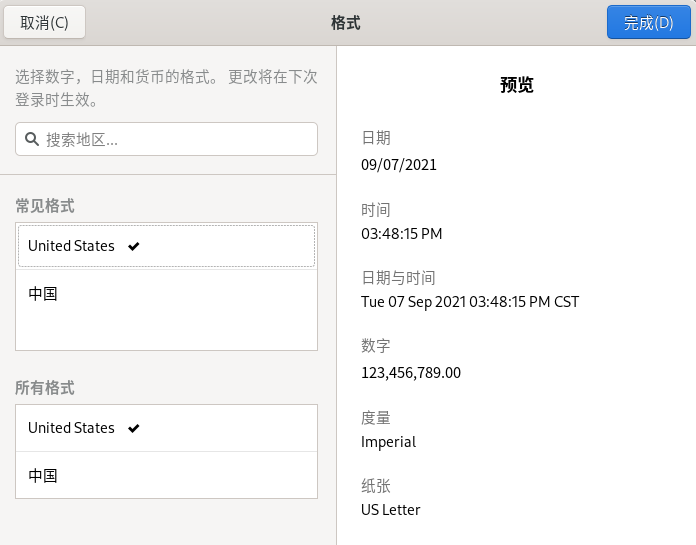 取消(C)
格式
完成(D)
选择数字，日期和货币的格式。 更改将在下次
登录时生效。
搜索地区...
常见格式
United States
中国
所有格式
United States
中国
预览
日期
09/07/2021
时间
03:48:15 PM
日期与时间
Tue 07 Sep 2021 03:48:15 PM CST
数字
123,456,789.00
度量
Imperial
纸张
US Letter